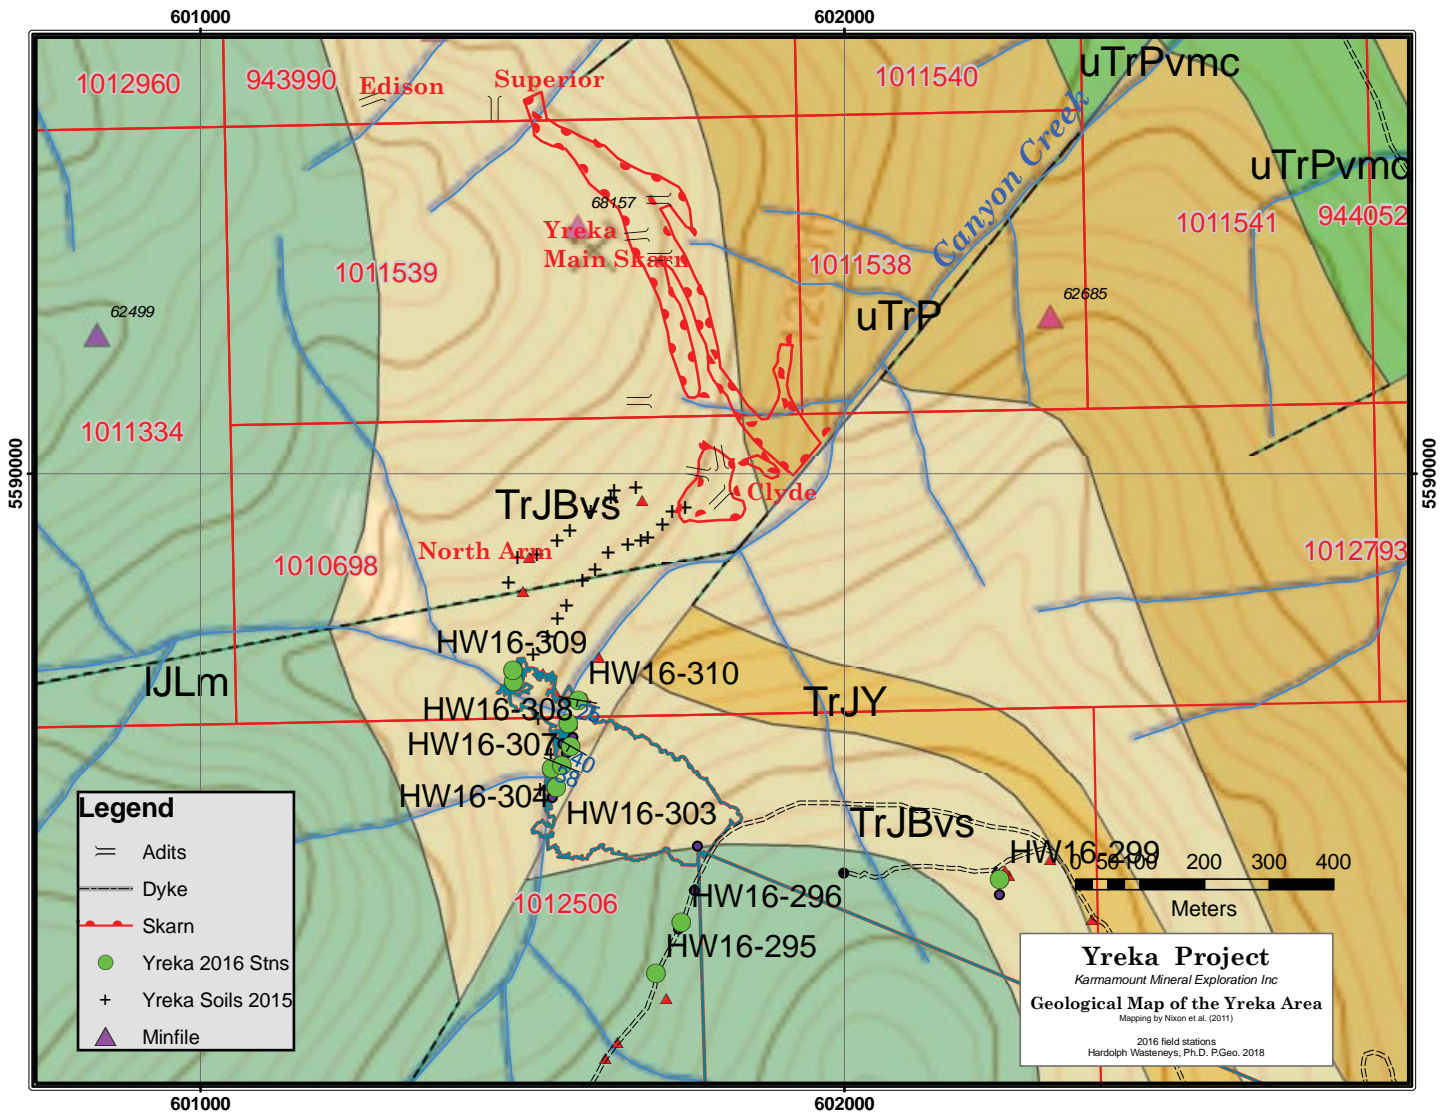 601000
602000
1012960
943990
Edison
Superior
1011540
uTrPvmc
uTrPvmc
Canyon Creek
68157
Yreka
Main Skarn
1011539
1011538
1011541
944052
62499
62685
uTrP
1011334
5590000
5590000
TrJBvs
Clyde
North Arm
1010698
1012793
HW16-309
HW16-310
lJLm
HW16-308
TrJY
HW16-307
40
HW16-304
HW16-303
TrJBvs
HW16-299
0 50 100 200 300 400
Meters
HW16-296
1012506
HW16-295
Legend
Adits
Dyke
Skarn
Yreka 2016 Stns
Yreka Soils 2015
Minfile
Yreka Project
Karmamount Mineral Exploration Inc
Geological Map of the Yreka Area
Mapping by Nixon et al. (2011)
2016 field stations
Hardolph Wasteneys, Ph.D. P.Geo. 2018
601000
602000